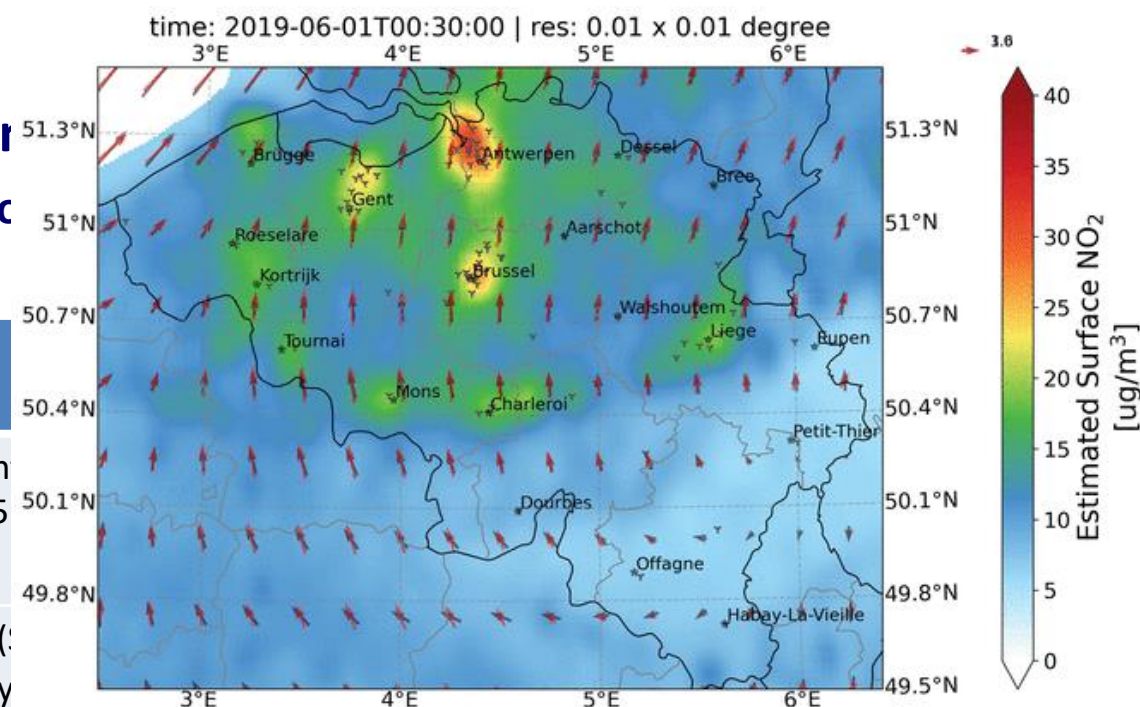 time: 2019-06-01T00:30:00 | res: 0.01 x 0.01 degree
3°E 4°E 5°E 6°E
3.6
51.3°N
51°N
50.7°N
50.4°N
50.1°N
49.8°N
Brugge
Antwerpen
Dessel
Bree
Gent
Roeselare
Aarschot
Kortrijk
Brussel
Walshoutem
Tournai
Liege
Eupen
Mons
Charleroi
Petit-Thier
Dourbes
Offagne
Habay-La-Vieille
51.3°N
51°N
50.7°N
50.4°N
50.1°N
49.8°N
49.5°N
3°E 4°E 5°E 6°E
40
35
30
25
20
15
10
5
0
Estimated Surface NO₂
[ug/m³]